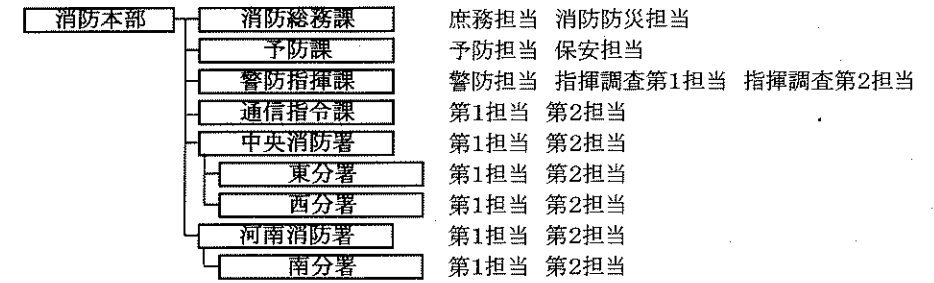 消防本部 消防総務課 庶務担当 消防防災担当
予防課 予防担当 保安担当
警防指揮課 警防担当 指揮調査第1担当 指揮調査第2担当
通信指令課 第1担当 第2担当
中央消防署 第1担当 第2担当
東分署 第1担当 第2担当
西分署 第1担当 第2担当
河南消防署 第1担当 第2担当
南分署 第1担当 第2担当